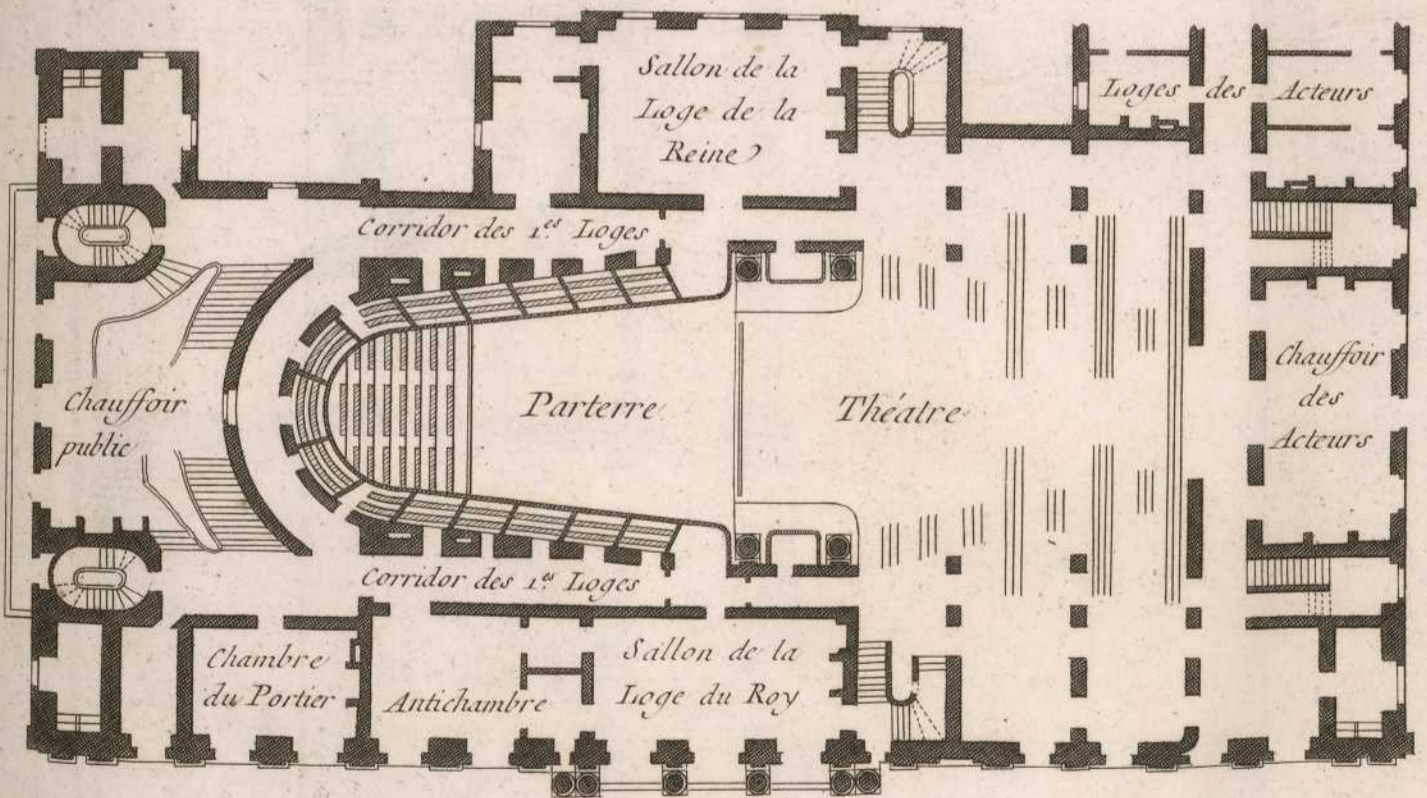 Sallon de la
Loge de la
Reine
Loges des Acteurs
Corridor des 1.es Loges
Chauffoir
public
Parterre
Théatre
Chauffoir
des
Acteurs
Corridor des 1.es Loges
Chambre
du Portier
Antichambre
Sallon de la
Loge du Roy